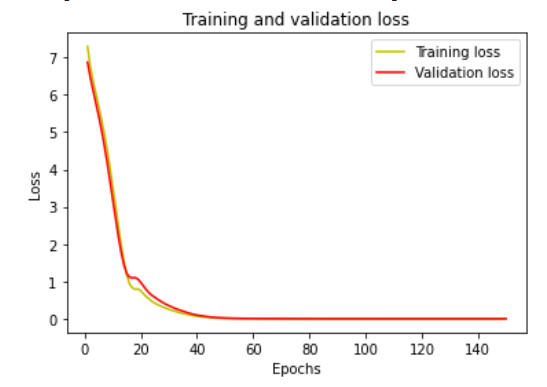 Training and validation loss
Training loss
Validation loss
7
6
5
4
3
2
1
0
Loss
0 20 40 60 80 100 120 140
Epochs